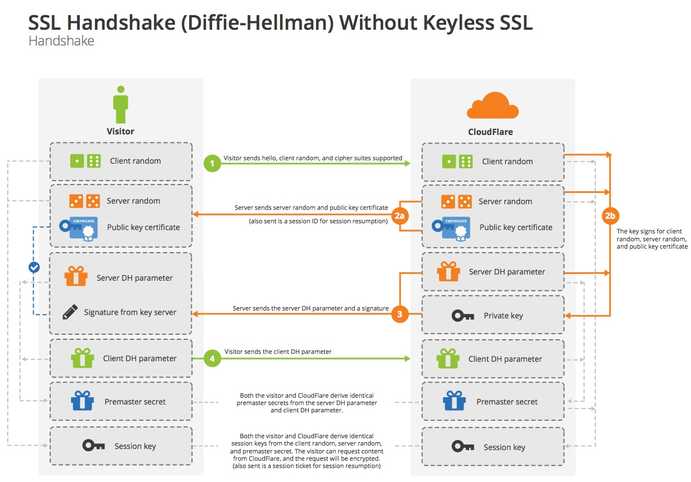 SSL Handshake (Diffie-Hellman) Without Keyless SSL
Handshake
Visitor
CloudFlare
Client random
1
Visitor sends hello, client random, and cipher suites supported
Client random
Server random
Public key certificate
Server sends server random and public key certificate
(also sent is a session ID for session resumption)
2a
Server random
Public key certificate
2b
The key signs for client
random, server random,
and public key certificate
Server DH parameter
Signature from key server
Server sends the server DH parameter and a signature
3
Server DH parameter
Private key
Client DH parameter
4
Visitor sends the client DH parameter
Client DH parameter
Premaster secret
Both the visitor and CloudFlare derive identical
premaster secrets from the server DH parameter
and client DH parameter.
Premaster secret
Session key
Both the visitor and CloudFlare derive identical
session keys from the client random, server random,
and premaster secret. The visitor can request content
from CloudFlare, and the request will be encrypted.
(also sent is a session ticket for session resumption)
Session key